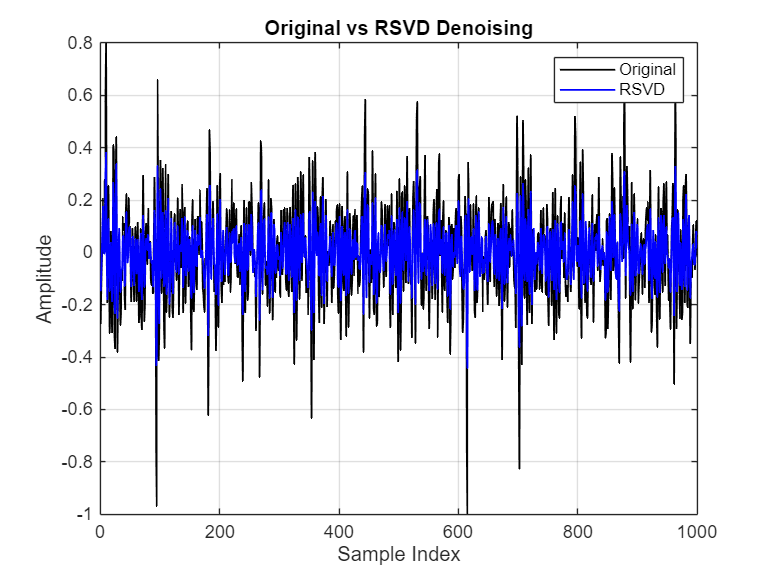 Original vs RSVD Denoising
Original
RSVD
0.8
0.6
0.4
0.2
0
-0.2
-0.4
-0.6
-0.8
-1
Amplitude
0 200 400 600 800 1000
Sample Index